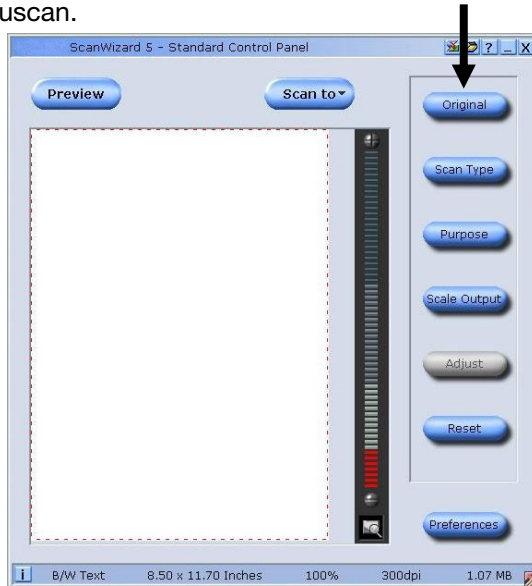 uscan.
ScanWizard 5 - Standard Control Panel
Preview
Scan to
Original
Scan Type
Purpose
Scale Output
Adjust
Reset
Preferences
B/W Text 8.50 x 11.70 Inches 100% 300dpi 1.07 MB